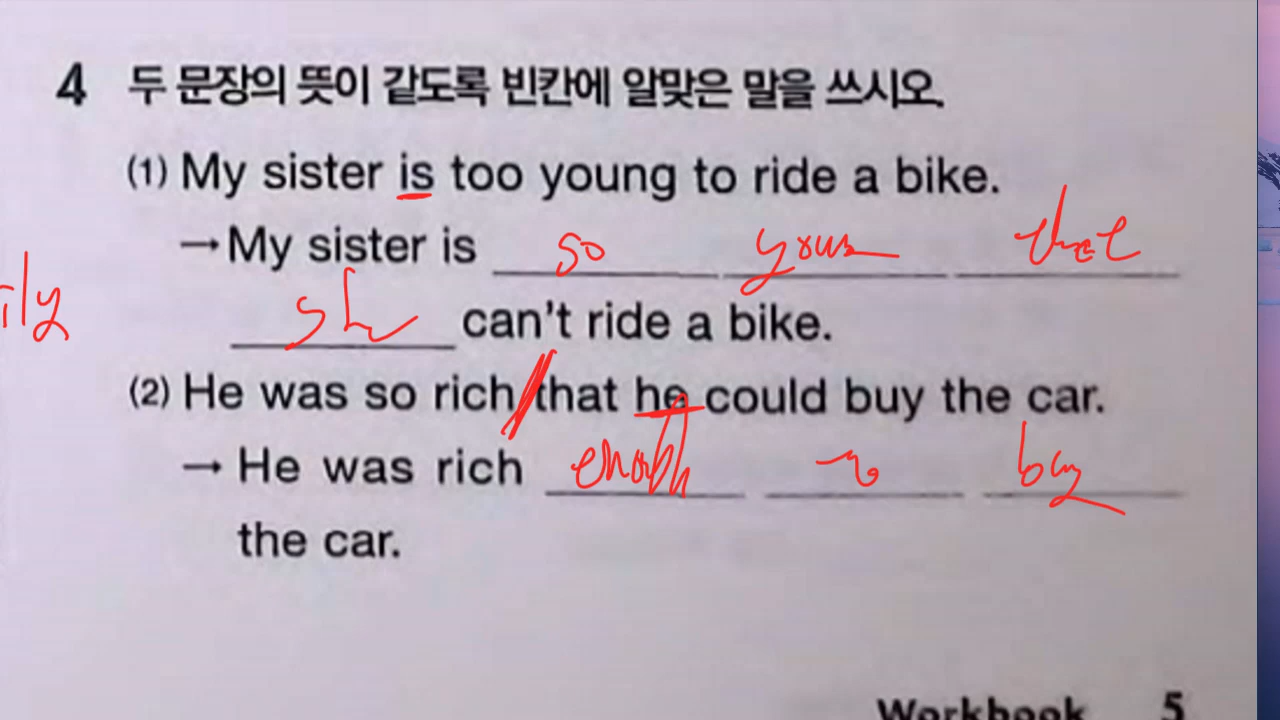 4 두 문장의 뜻이 같도록 빈칸에 알맞은 말을 쓰시오.
(1) My sister is too young to ride a bike.
→ My sister is so young that
she can't ride a bike.
(2) He was so rich that he could buy the car.
→ He was rich enough to buy
the car.
Workbook 5